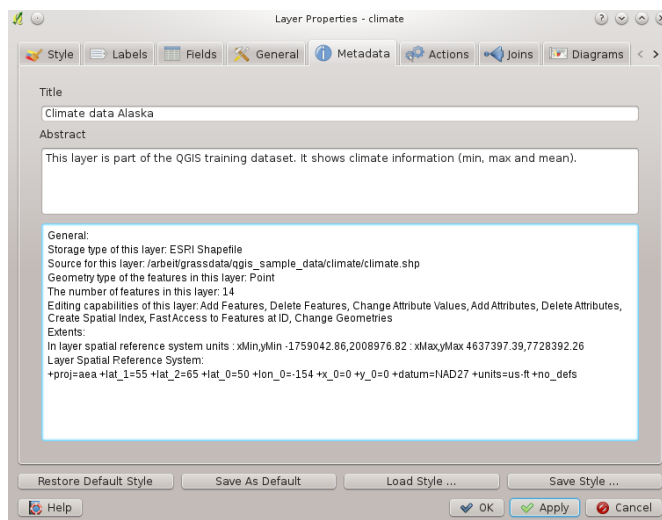 Layer Properties - climate
Style
Labels
Fields
General
Metadata
Actions
Joins
Diagrams
Title
Climate data Alaska
Abstract
This layer is part of the QGIS training dataset. It shows climate information (min, max and mean).
General:
Storage type of this layer: ESRI Shapefile
Source for this layer: /arbeit/grassdata/qgis_sample_data/climate/climate.shp
Geometry type of the features in this layer: Point
The number of features in this layer: 14
Editing capabilities of this layer: Add Features, Delete Features, Change Attribute Values, Add Attributes, Delete Attributes,
Create Spatial Index, Fast Access to Features at ID, Change Geometries
Extents:
In layer spatial reference system units : xMin,yMin -1759042.86,2008976.82 : xMax,yMax 4637397.39,7728392.26
Layer Spatial Reference System:
+proj=aea +lat_1=55 +lat_2=65 +lat_0=50 +lon_0=-154 +x_0=0 +y_0=0 +datum=NAD27 +units=us-ft +no_defs
Restore Default Style
Save As Default
Load Style ...
Save Style ...
Help
OK
Apply
Cancel